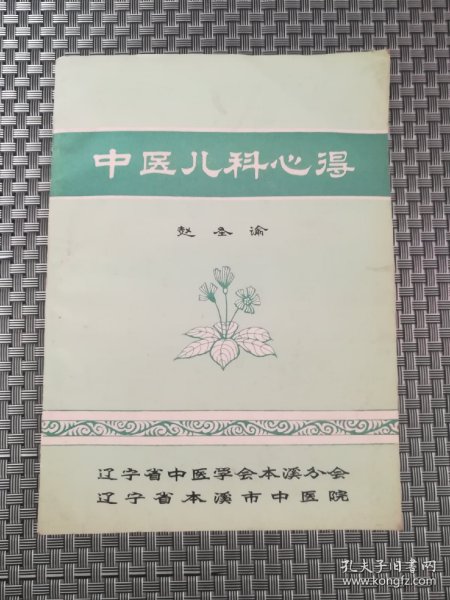 中医儿科心得
赵圣谕
辽宁省中医学会本溪分会
辽宁省本溪市中医院
孔夫子旧书网
www.kongfz.com